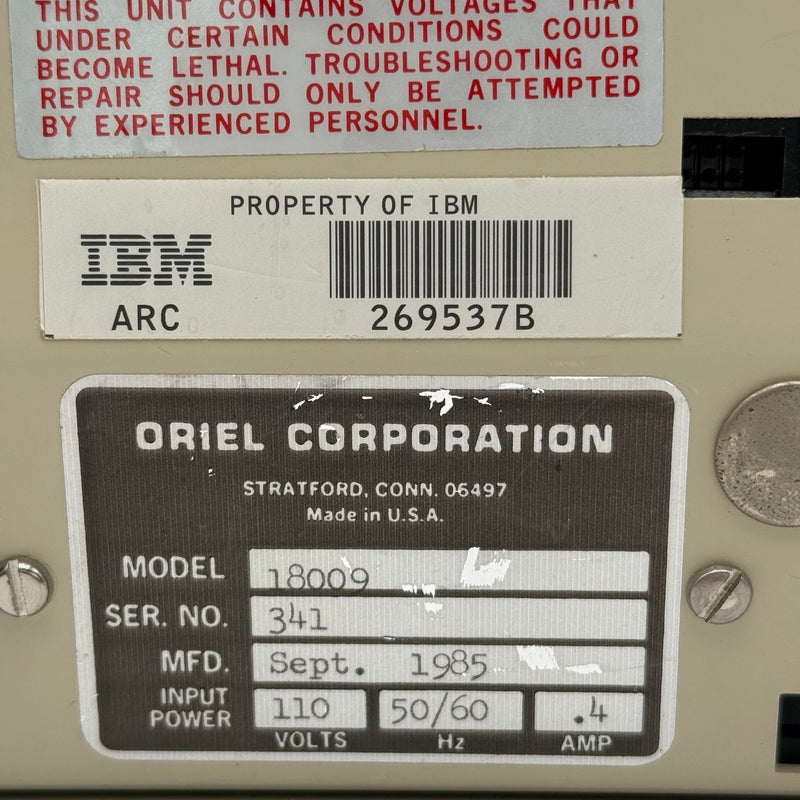 THIS UNIT CONTAINS VOLTAGES THAT
UNDER CERTAIN CONDITIONS COULD
BECOME LETHAL. TROUBLESHOOTING OR
REPAIR SHOULD ONLY BE ATTEMPTED
BY EXPERIENCED PERSONNEL.
PROPERTY OF IBM
IBM
ARC
269537B
ORIEL CORPORATION
STRATFORD, CONN. 06497
Made in U.S.A.
MODEL 18009
SER. NO. 341
MFD. Sept. 1985
INPUT POWER 110 VOLTS 50/60 Hz .4 AMP